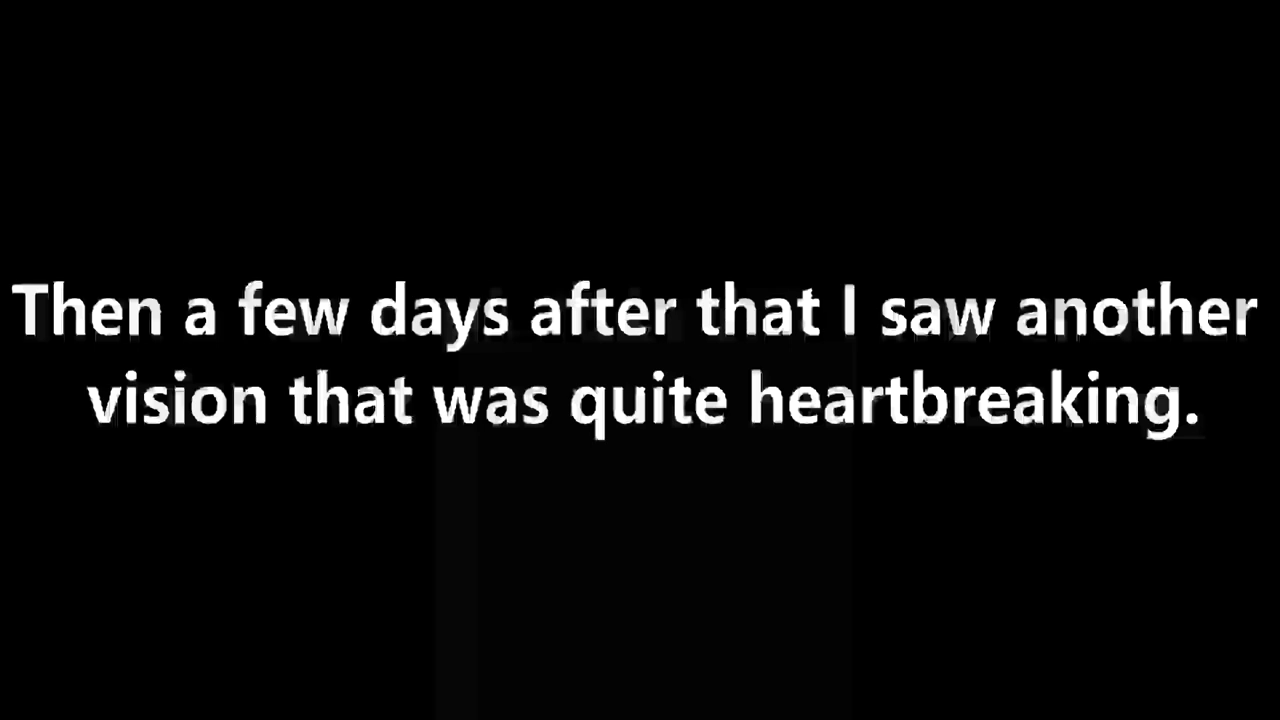 Then a few days after that I saw another
vision that was quite heartbreaking.